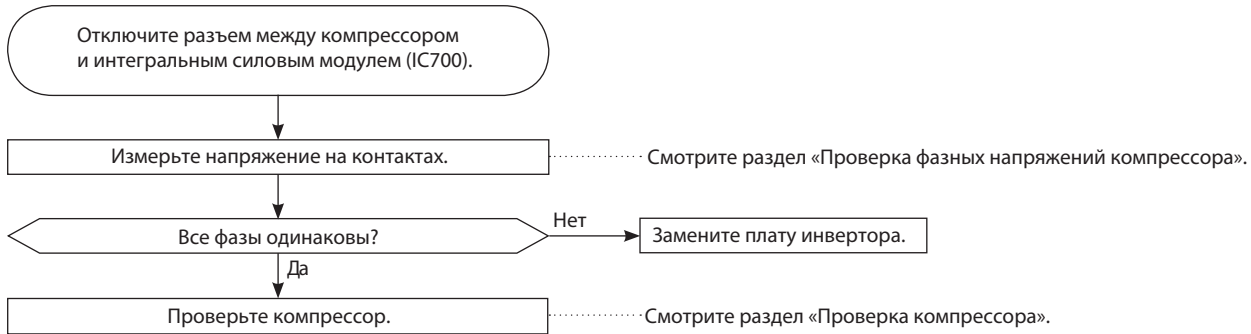 Отключите разъем между компрессором
и интегральным силовым модулем (IC700).
Измерьте напряжение на контактах.
Смотрите раздел «Проверка фазных напряжений компрессора».
Все фазы одинаковы?
Нет
Замените плату инвертора.
Да
Проверьте компрессор.
Смотрите раздел «Проверка компрессора».